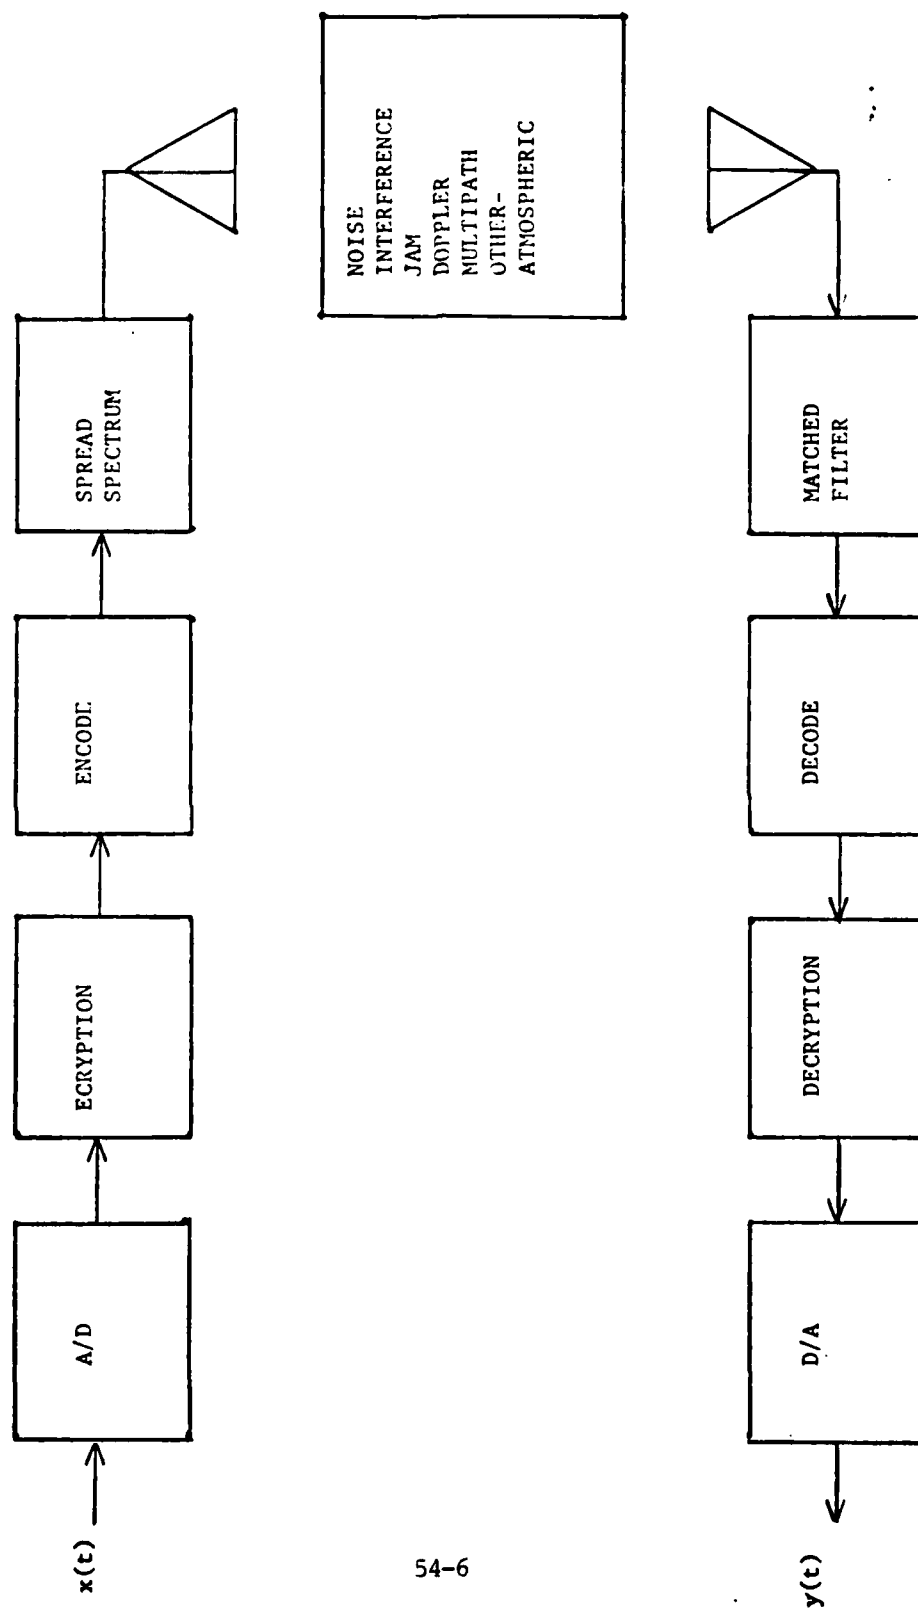 x(t)
A/D
ECRYPTION
ENCODE
SPREAD
SPECTRUM
NOISE
INTERFERENCE
JAM
DOPPLER
MULTIPATH
OTHER-
ATMOSPHERIC
MATCHED
FILTER
DECODE
DECRYPTION
D/A
y(t)
54-6